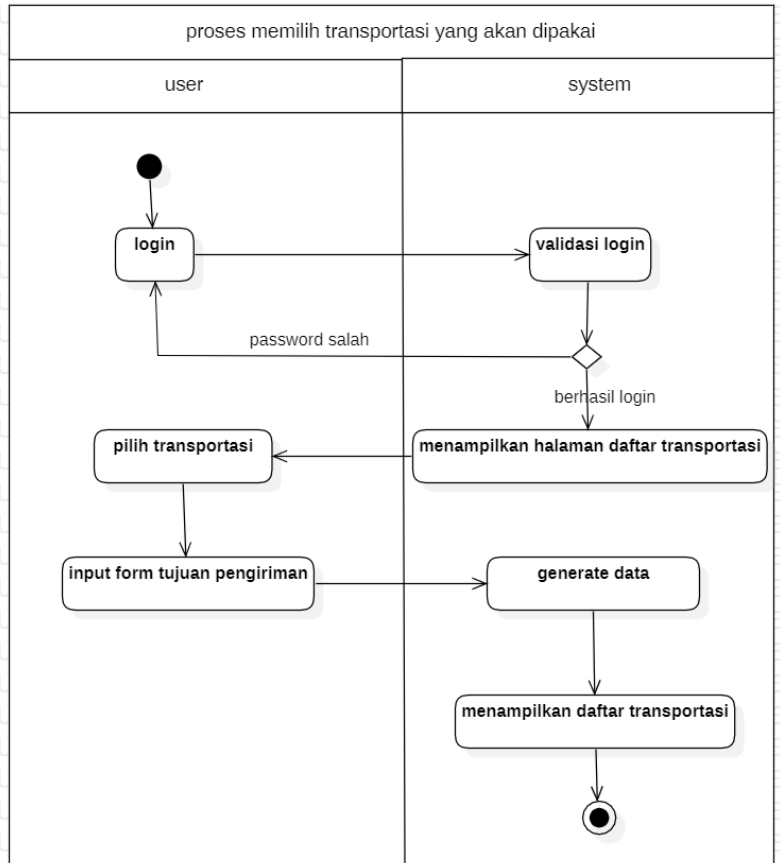 proses memilih transportasi yang akan dipakai
user
system
login
validasi login
password salah
berhasil login
pilih transportasi
menampilkan halaman daftar transportasi
input form tujuan pengiriman
generate data
menampilkan daftar transportasi